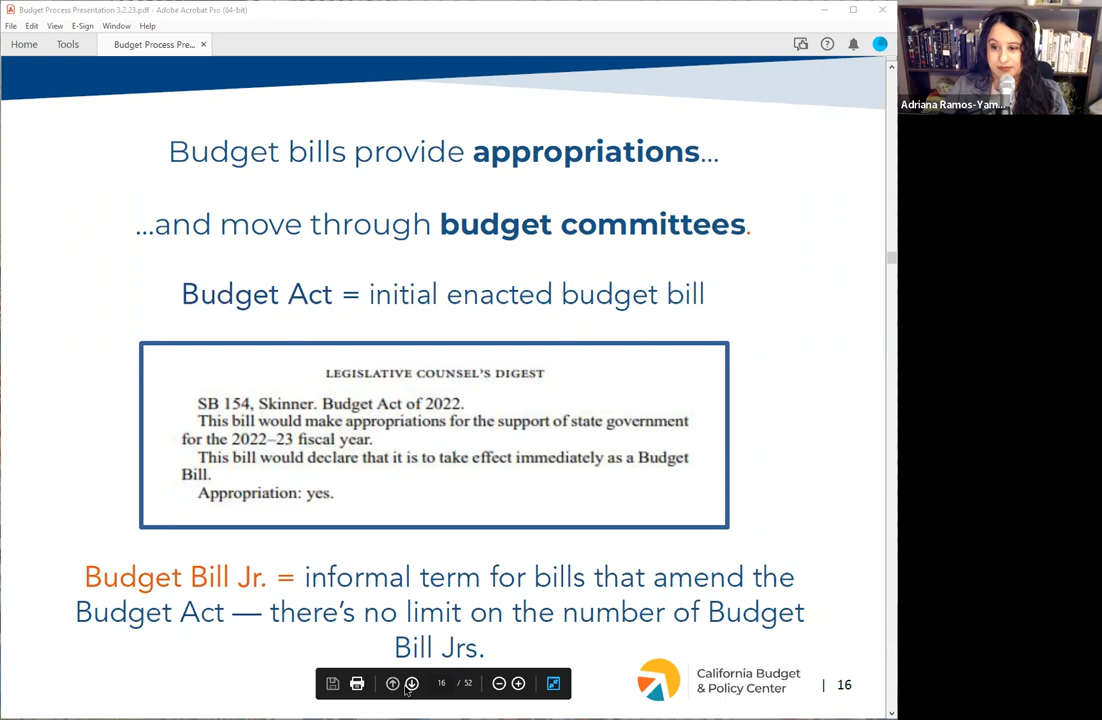 Budget Process Presentation 3.2.23.pdf - Adobe Acrobat Pro (64-bit)
File Edit View E-Sign Window Help
Home Tools Budget Process Pre... ×
Adriana Ramos-Yam...
Budget bills provide appropriations...
...and move through budget committees.
Budget Act = initial enacted budget bill
LEGISLATIVE COUNSEL'S DIGEST
SB 154, Skinner. Budget Act of 2022.
This bill would make appropriations for the support of state government
for the 2022–23 fiscal year.
This bill would declare that it is to take effect immediately as a Budget
Bill.
Appropriation: yes.
Budget Bill Jr. = informal term for bills that amend the
Budget Act — there's no limit on the number of Budget
Bill Jrs.
16 / 52
California Budget
& Policy Center | 16